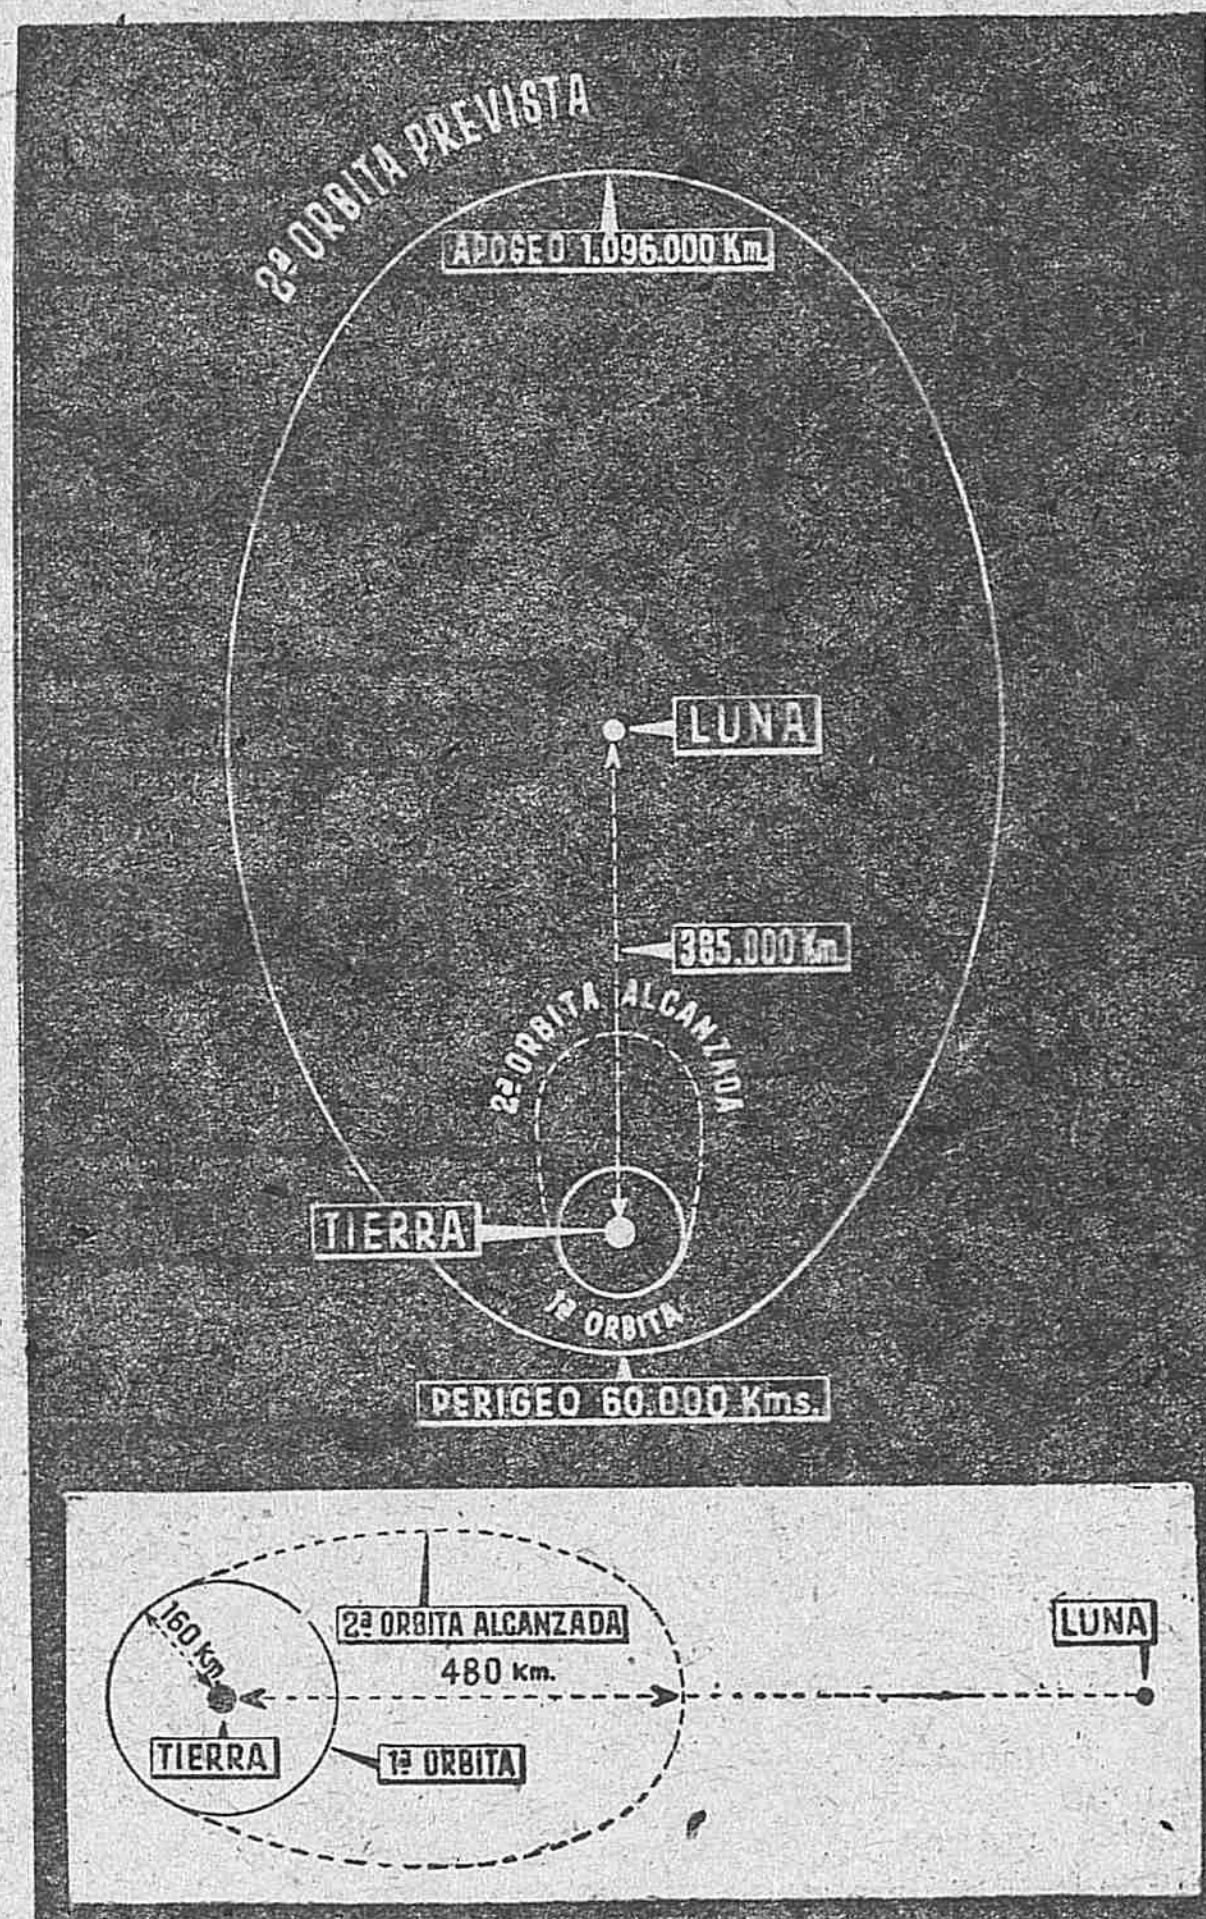 2ª ORBITA PREVISTA
APOGEO 1.096.000 Km.
LUNA
385.000 Km.
2ª ORBITA ALCANZADA
TIERRA
1ª ORBITA
PERIGEO 60.000 Kms.
160 Km.
2ª ORBITA ALCANZADA
480 Km.
LUNA
TIERRA
1ª ORBITA